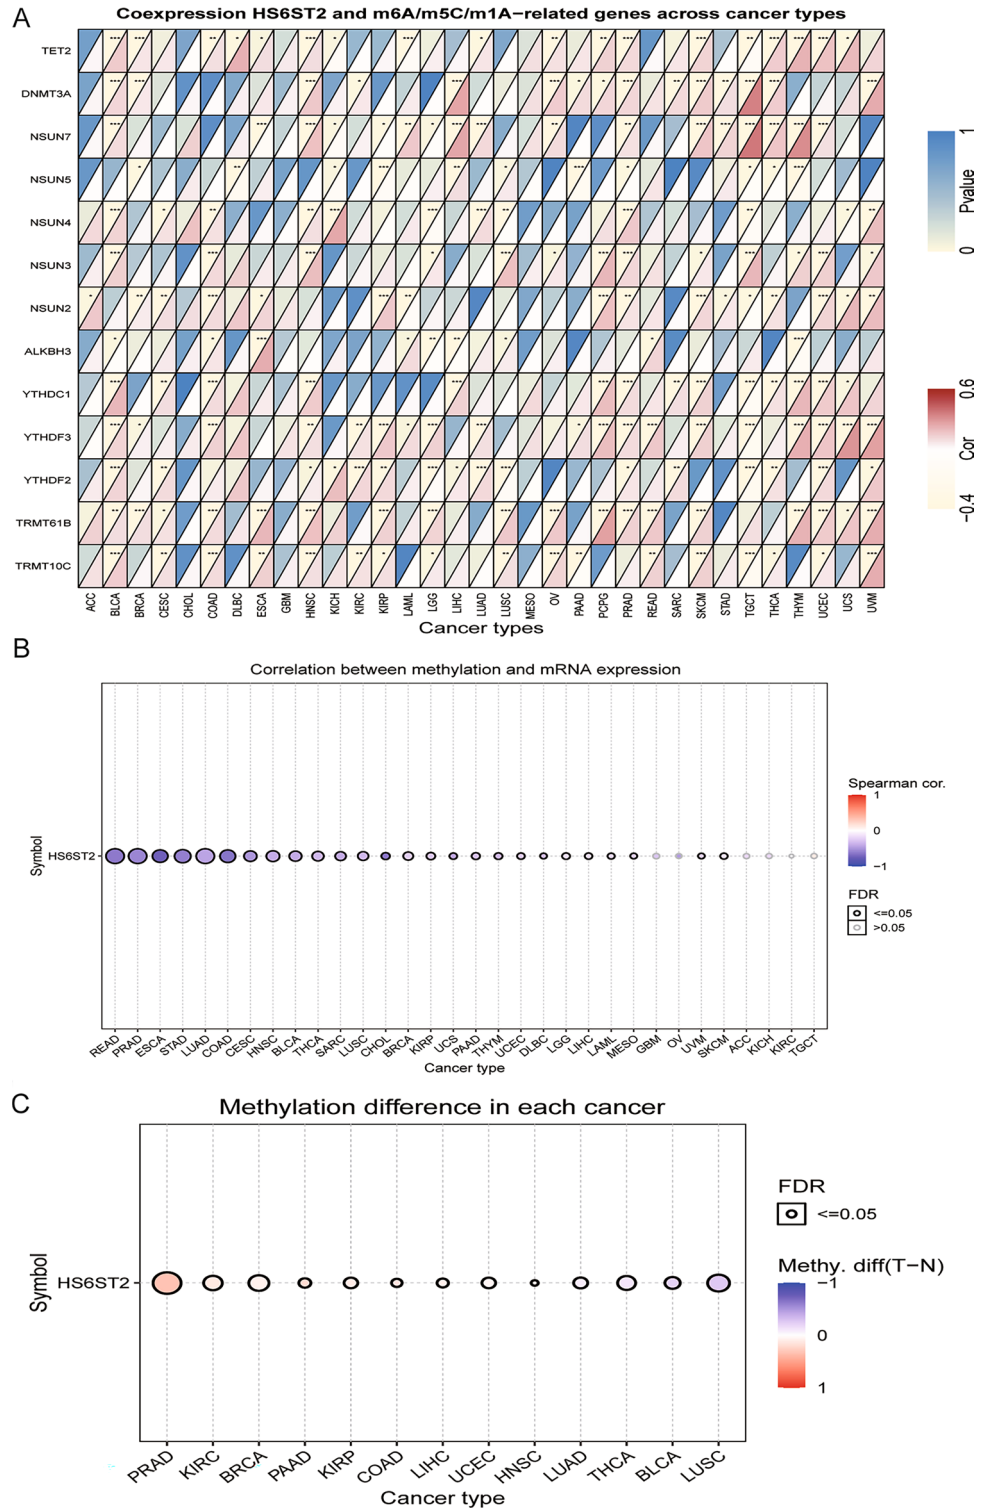 A
Coexpression HS6ST2 and m6A/m5C/m1A−related genes across cancer types
TET2
DNMT3A
NSUN7
NSUN5
NSUN4
NSUN3
NSUN2
ALKBH3
YTHDC1
YTHDF3
YTHDF2
TRMT61B
TRMT10C
ACC BLCA BRCA CESC CHOL COAD DLBC ESCA GBM HNSC KICH KIRC KIRP LAML LGG LIHC LUAD LUSC MESO OV PAAD PCPG PRAD READ SARC SKCM STAD TGCT THCA THYM UCEC UCS UVM
Cancer types
1
Pvalue
0
0.6
Cor
−0.4
B
Correlation between methylation and mRNA expression
Symbol
HS6ST2
READ PRAD ESCA STAD LUAD COAD CESC HNSC BLCA THCA SARC LUSC CHOL BRCA KIRP UCS PAAD THYM UCEC DLBC LGG LIHC LAML MESO GBM OV UVM SKCM ACC KICH KIRC TGCT
Cancer type
Spearman cor.
1
0
−1
FDR
<=0.05
>0.05
C
Methylation difference in each cancer
Symbol
HS6ST2
PRAD KIRC BRCA PAAD KIRP COAD LIHC UCEC HNSC LUAD THCA BLCA LUSC
Cancer type
FDR
<=0.05
Methy. diff(T−N)
−1
0
1